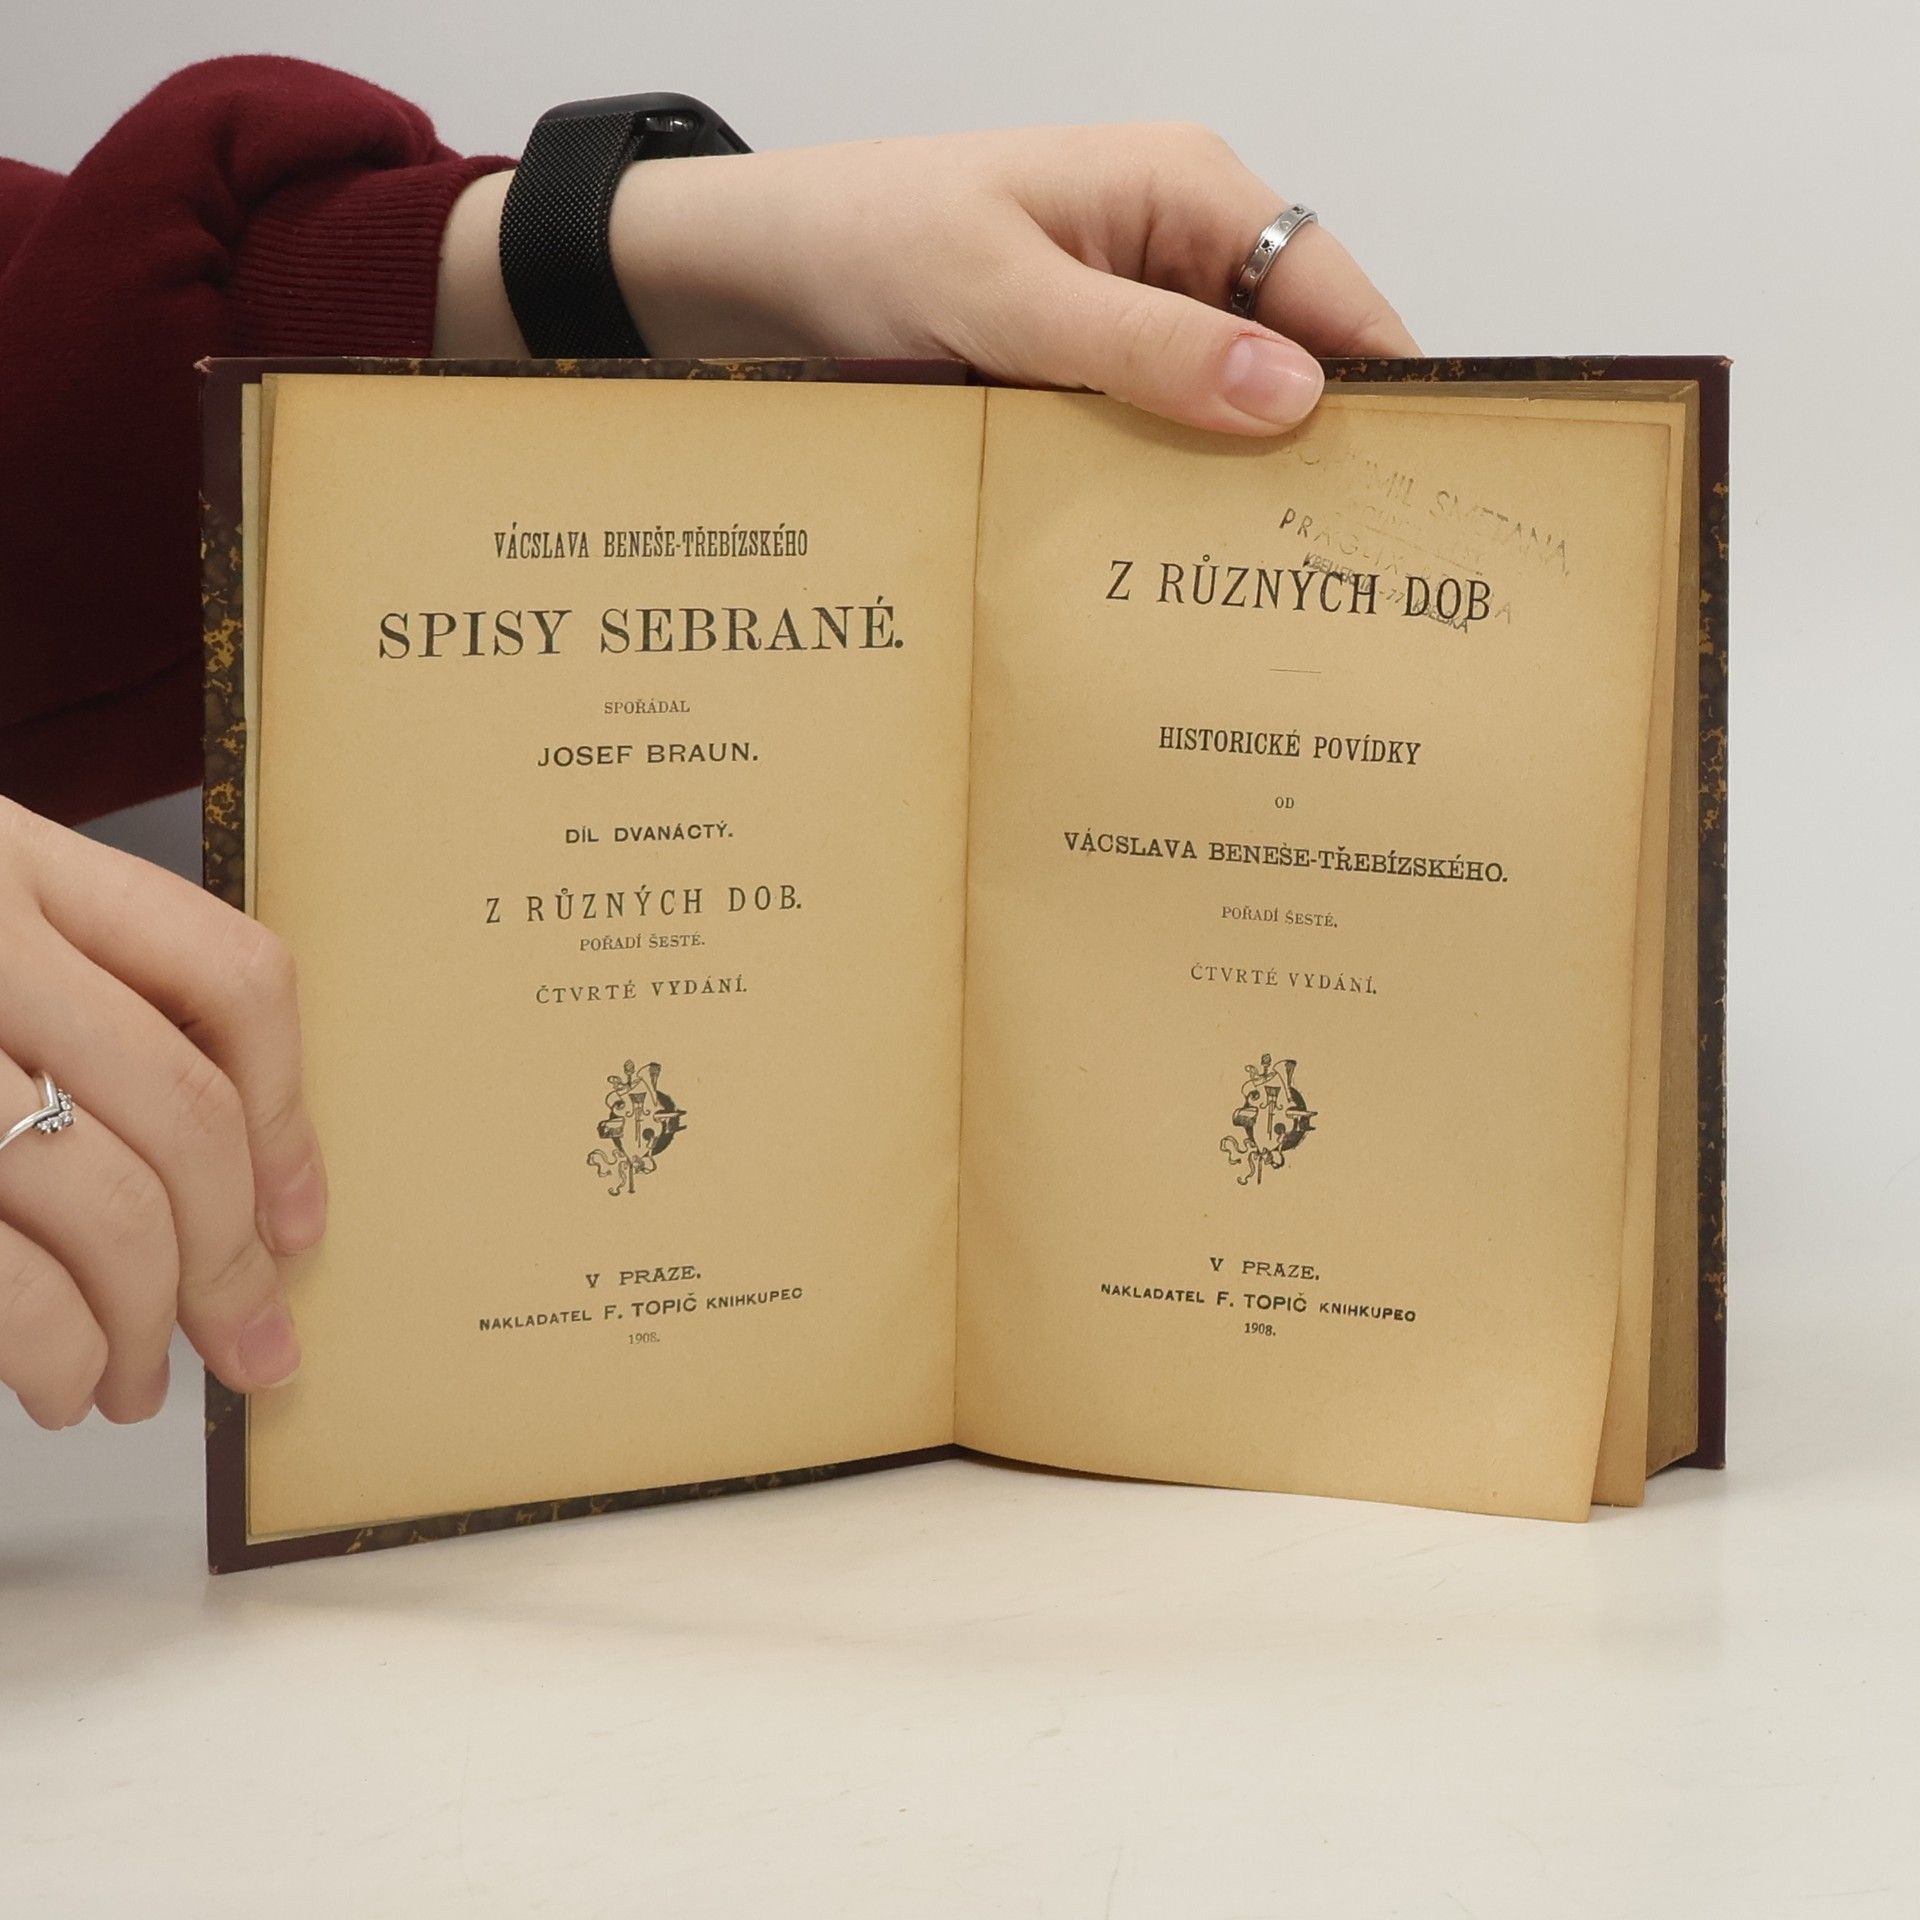 VÁCSLAVA BENEŠE-TŘEBÍZSKÉHO
SPISY SEBRANÉ.
SPOŘÁDAL
JOSEF BRAUN.
DÍL DVANÁCTÝ.
Z RŮZNÝCH DOB.
POŘADÍ ŠESTÉ.
ČTVRTÉ VYDÁNÍ.
V PRAZE.
NAKLADATEL F. TOPIČ KNIHKUPEC
1908.
SMETANA,
Z RŮZNÝCH DOB
HISTORICKÉ POVÍDKY
OD
VÁCSLAVA BENEŠE-TŘEBÍZSKÉHO.
POŘADÍ ŠESTÉ.
ČTVRTÉ VYDÁNÍ.
V PRAZE.
NAKLADATEL F. TOPIČ KNIHKUPEC
1908.